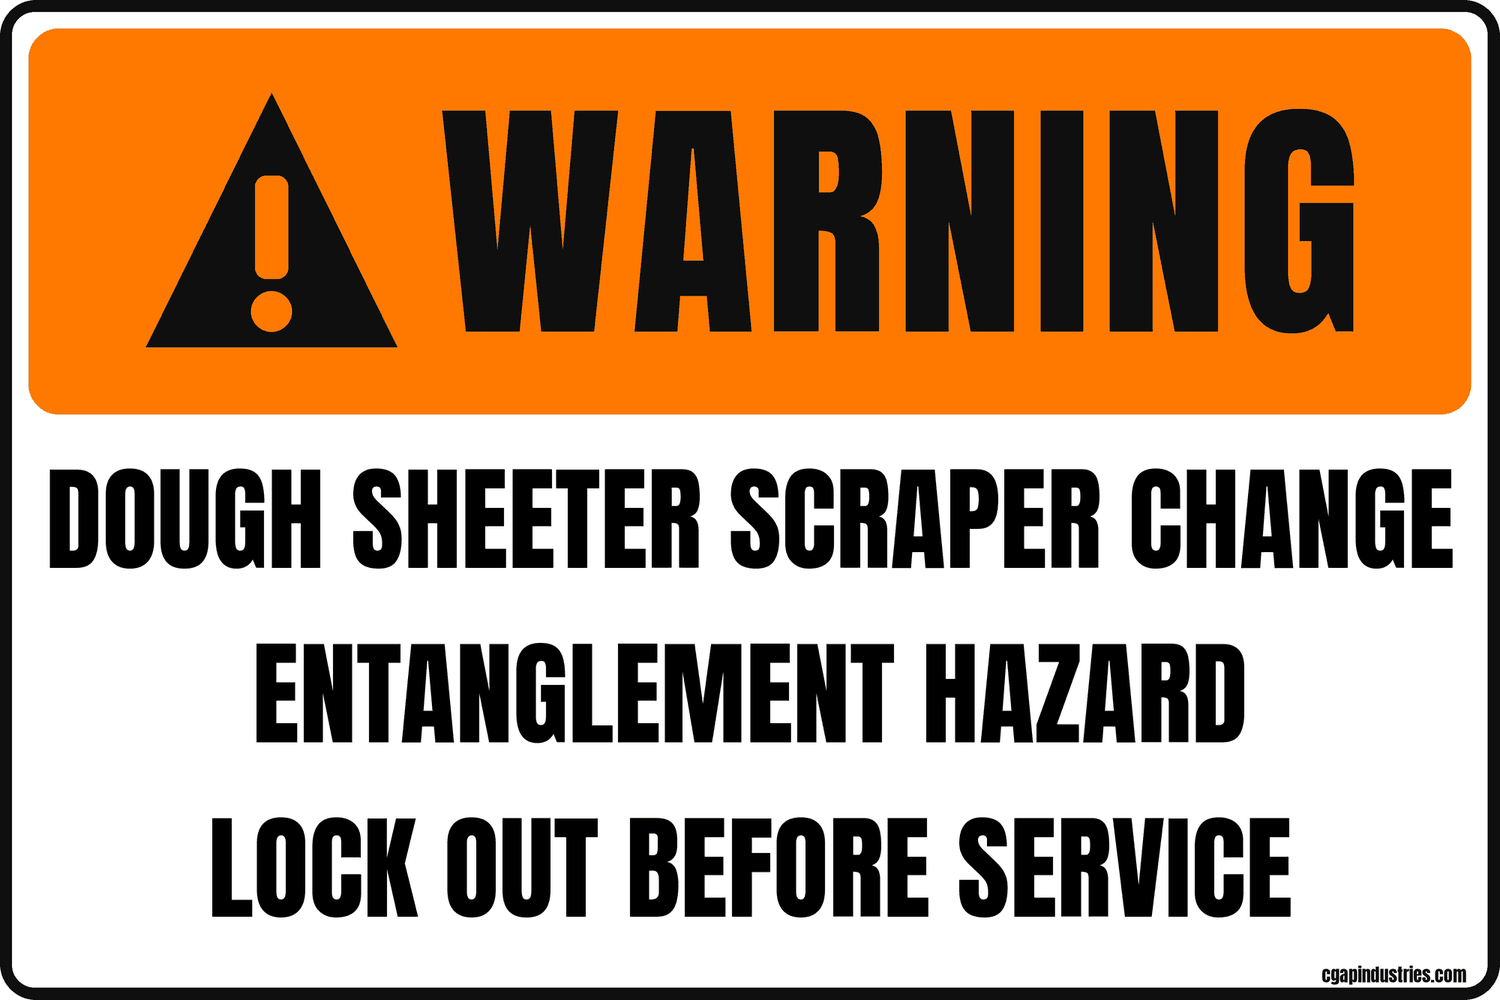 WARNING
DOUGH SHEETER SCRAPER CHANGE
ENTANGLEMENT HAZARD
LOCK OUT BEFORE SERVICE
cgapindustries.com